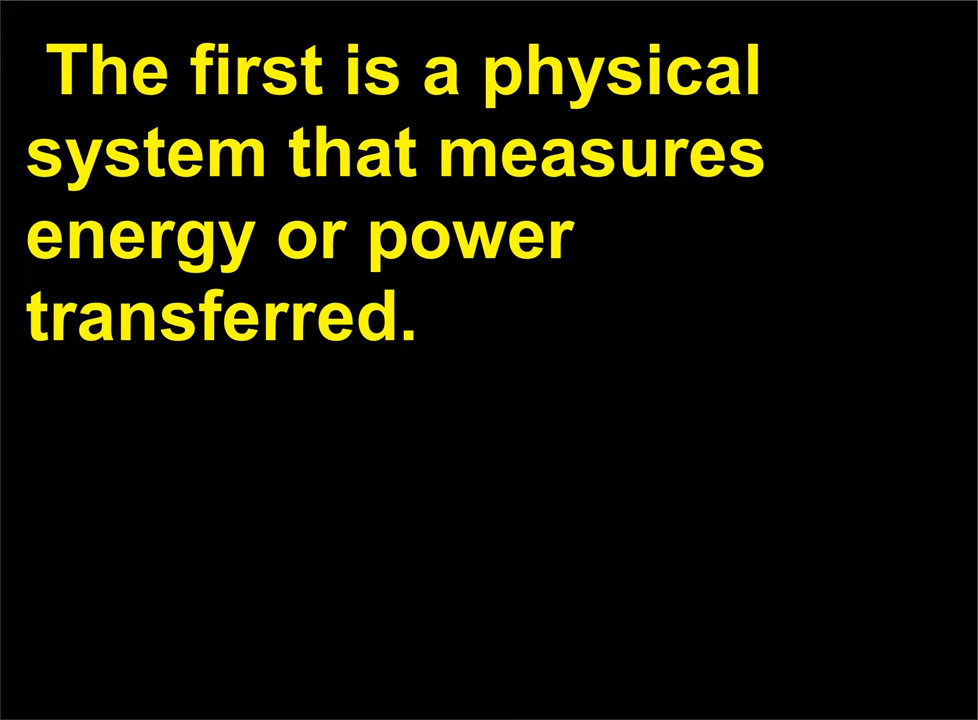 The first is a physical
system that measures
energy or power
transferred.